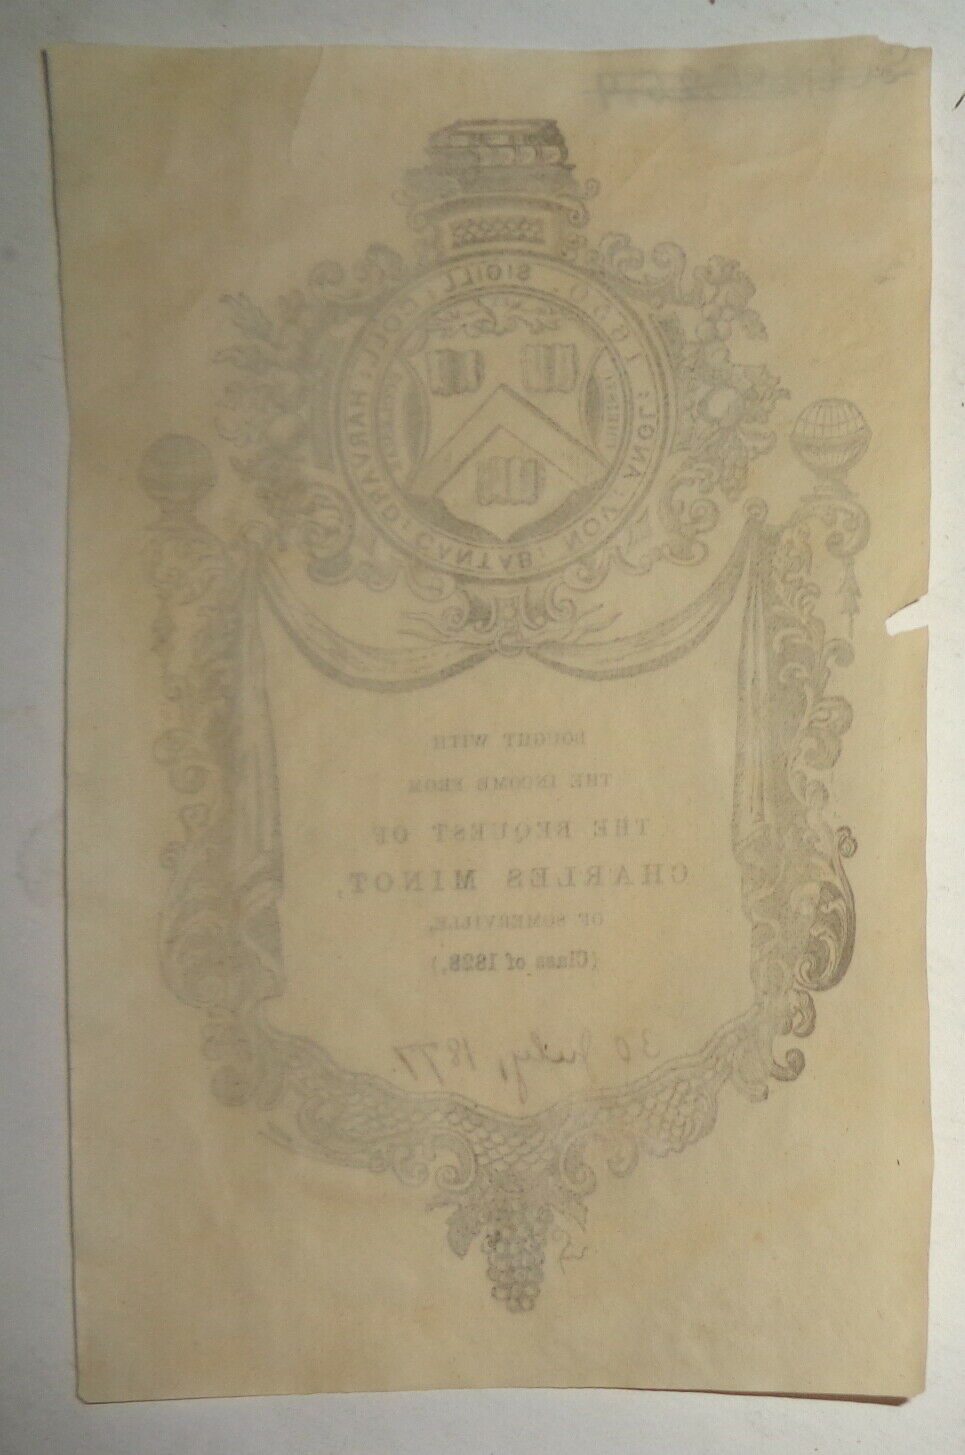 SIGILL : COLL : HARVARD : CANTAB : NOV : ANGL : 1650
BOUGHT WITH
THE INCOME FROM
THE BEQUEST OF
CHARLES MINOT,
OF SOMERVILLE,
(Class of 1828.)
30 July, 1877.